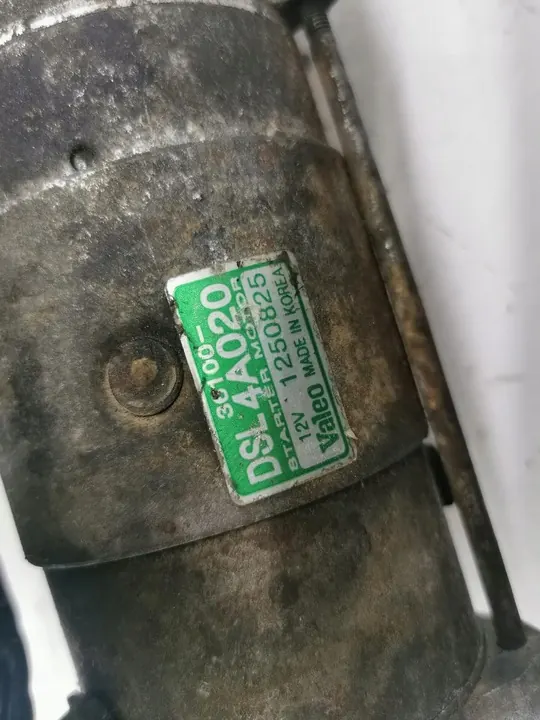 36100-
DSL 4A020
STARTER MOTOR
12V 1250825
Valeo MADE IN KOREA